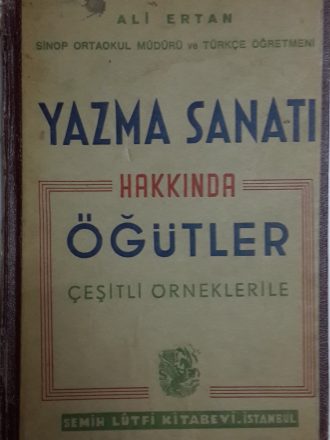 ALİ ERTAN
SİNOP ORTAOKUL MÜDÜRÜ ve TÜRKÇE ÖĞRETMENİ
YAZMA SANATI
HAKKINDA
ÖĞÜTLER
ÇEŞİTLİ ÖRNEKLERİLE
SEMİH LÛTFİ KİTABEVİ.İSTANBUL